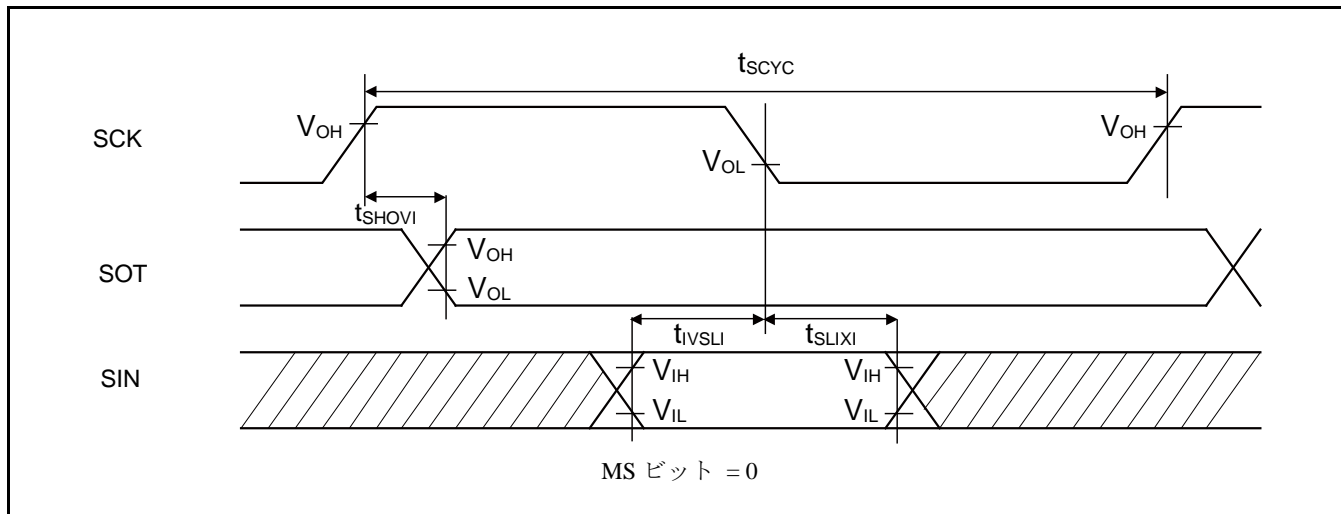 tSCYC
SCK
VOH
VOL
VOH
tSHOVI
SOT
VOH
VOL
tIVSLI
tSLIXI
SIN
VIH
VIL
VIH
VIL
MS ビット = 0